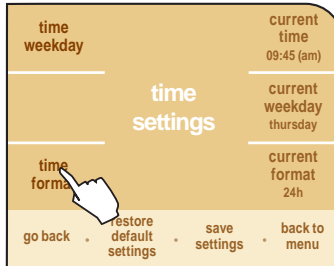 time
weekday
current
time
09:45 (am)
time
settings
current
weekday
thursday
time
format
current
format
24h
go back
restore
default
settings
save
settings
back to
menu